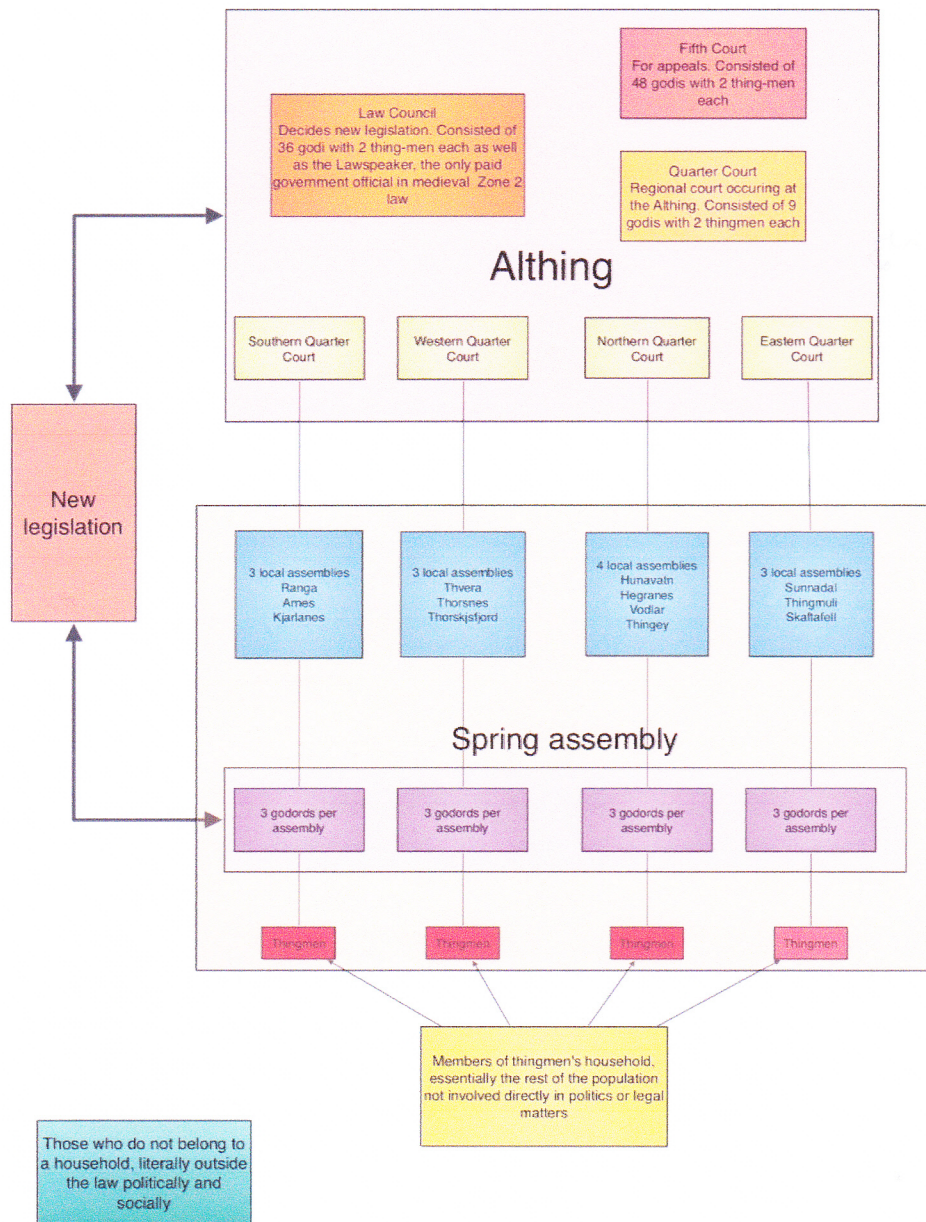 Fifth Court
For appeals. Consisted of
48 godis with 2 thing-men
each
Law Council
Decides new legislation. Consisted of
36 godi with 2 thing-men each as well
as the Lawspeaker, the only paid
government official in medieval Zone 2
law
Quarter Court
Regional court occuring at
the Althing. Consisted of 9
godis with 2 thingmen each
Althing
Southern Quarter
Court
Western Quarter
Court
Northern Quarter
Court
Eastern Quarter
Court
New
legislation
3 local assemblies
Ranga
Arnes
Kjarlanes
3 local assemblies
Thvera
Thorsnes
Thorskjsfjord
4 local assemblies
Hunavatn
Hegranes
Vodlar
Thingey
3 local assemblies
Sunnadal
Thingmuli
Skaftafell
Spring assembly
3 godords per
assembly
3 godords per
assembly
3 godords per
assembly
3 godords per
assembly
Thingmen
Thingmen
Thingmen
Thingmen
Members of thingmen's household,
essentially the rest of the population
not involved directly in politics or legal
matters
Those who do not belong to
a household, literally outside
the law politically and
socially